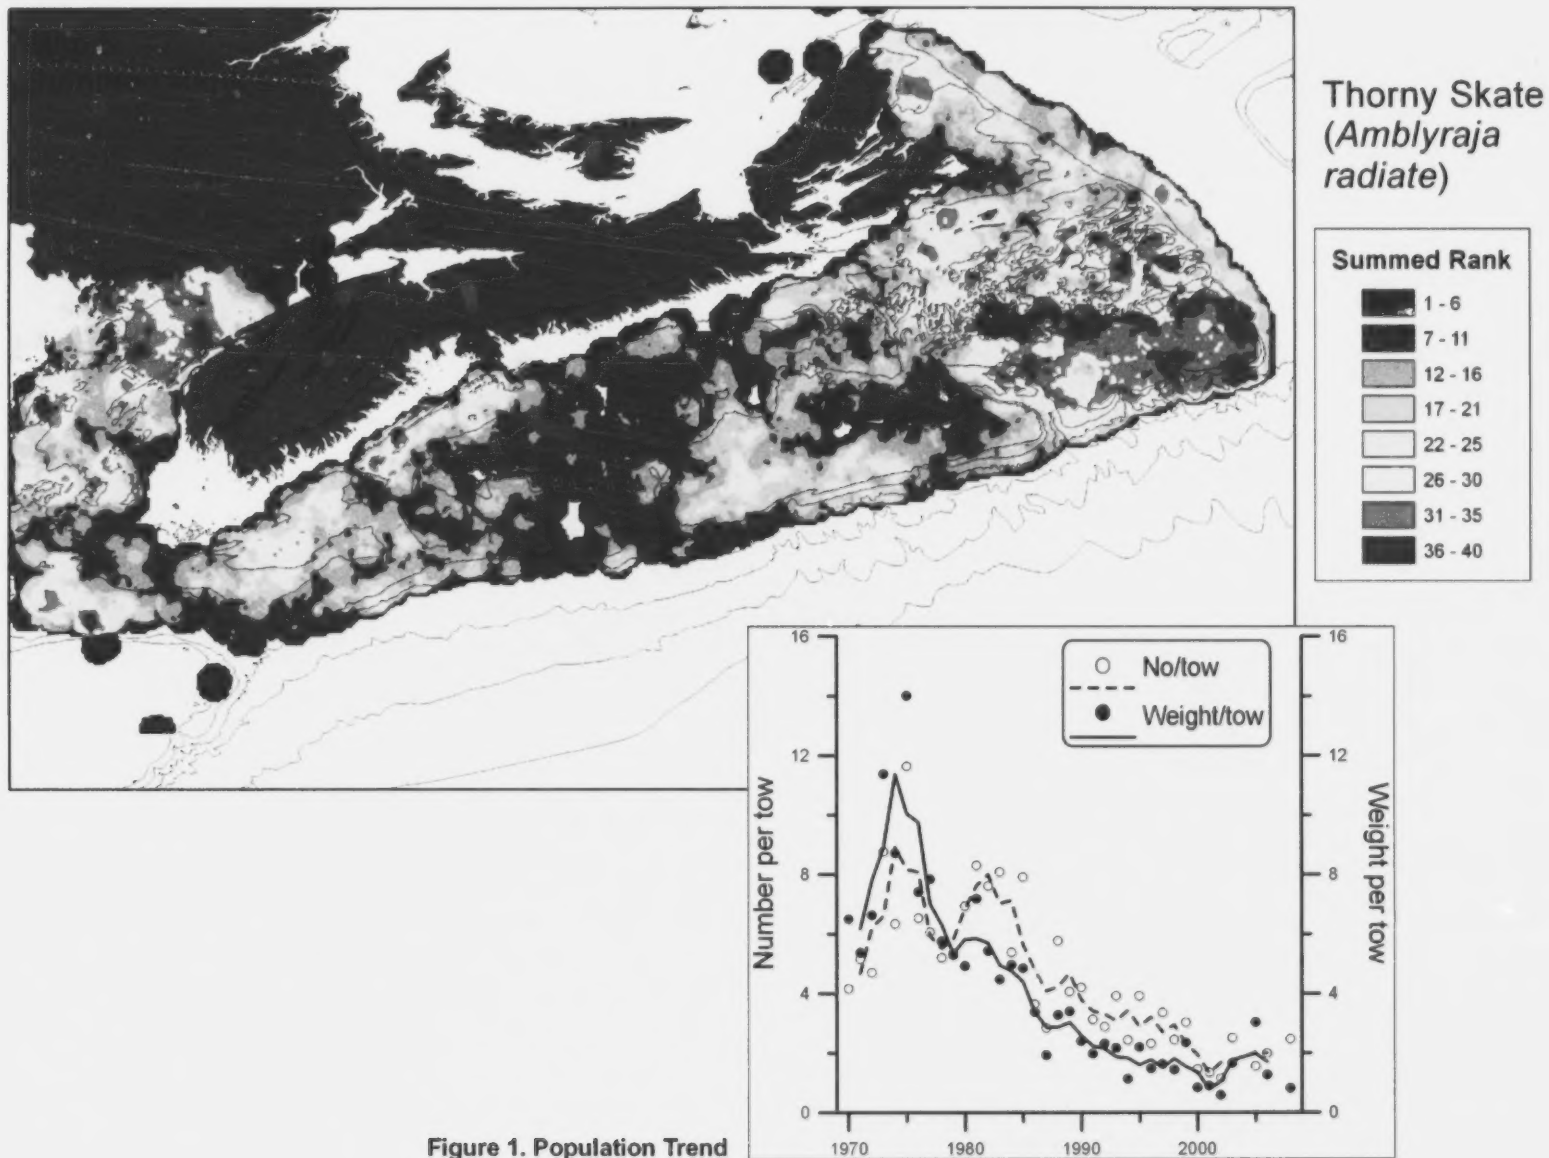 Thorny Skate
(Amblyraja
radiate)
Summed Rank
1 - 6
7 - 11
12 - 16
17 - 21
22 - 25
26 - 30
31 - 35
36 - 40
16
12
8
4
0
Number per tow
No/tow
Weight/tow
16
12
8
4
0
Weight per tow
1970
1980
1990
2000
Figure 1. Population Trend